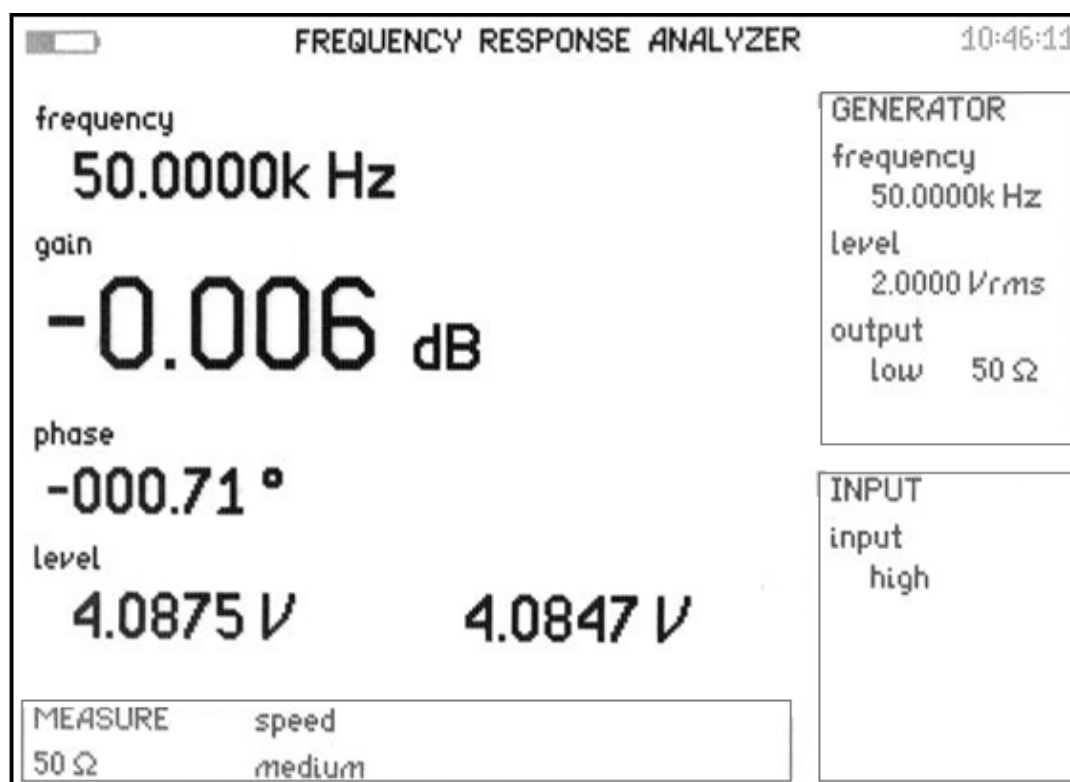 FREQUENCY RESPONSE ANALYZER
10:46:11
frequency
50.0000k Hz
gain
-0.006 dB
phase
-000.71 °
level
4.0875 V 4.0847 V
MEASURE speed
50 Ω medium
GENERATOR
frequency
50.0000k Hz
level
2.0000 Vrms
output
low 50 Ω
INPUT
input
high